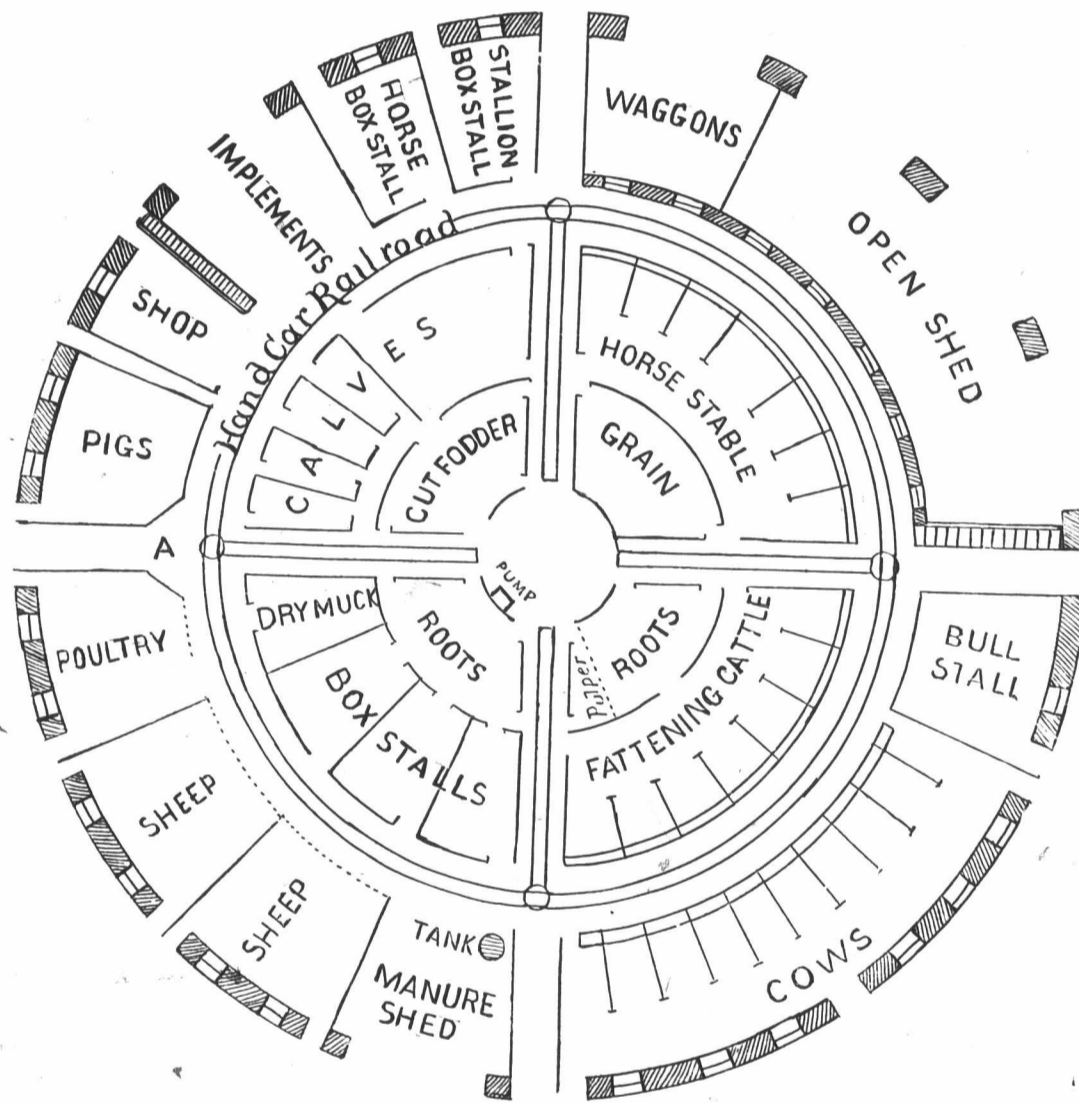 STALLION
BOX STALL
HORSE
BOX STALL
WAGGONS
IMPLEMENTS
OPEN SHED
SHOP
Hand Car Railroad
CALVES
HORSE STABLE
PIGS
CUT FODDER
GRAIN
A
PUMP
DRY MUCK
ROOTS
ROOTS
Pulper
POULTRY
BOX
STALLS
FATTENING CATTLE
BULL
STALL
SHEEP
SHEEP
TANK
MANURE
SHED
COWS